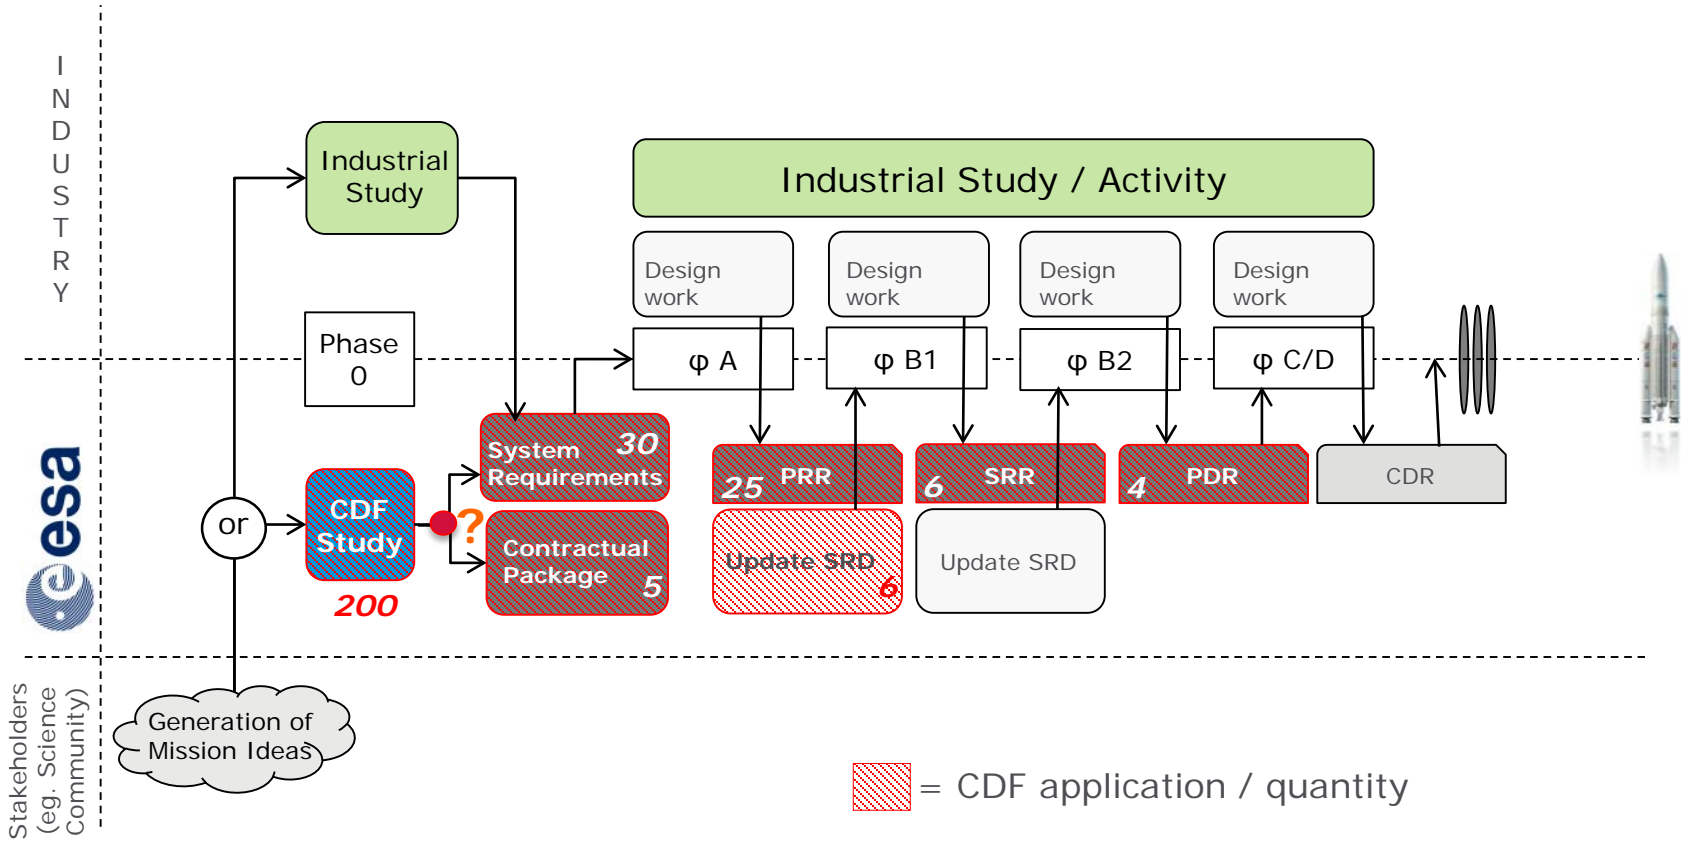 INDUSTRY
Industrial
Study
Industrial Study / Activity
Design
work
Design
work
Design
work
Design
work
Phase
0
φ A
φ B1
φ B2
φ C/D
esa
or
CDF
Study
200
?
System
Requirements
30
Contractual
Package
5
PRR
25
SRR
6
PDR
4
CDR
Update SRD
6
Update SRD
Stakeholders
(eg. Science
Community)
Generation of
Mission Ideas
= CDF application / quantity